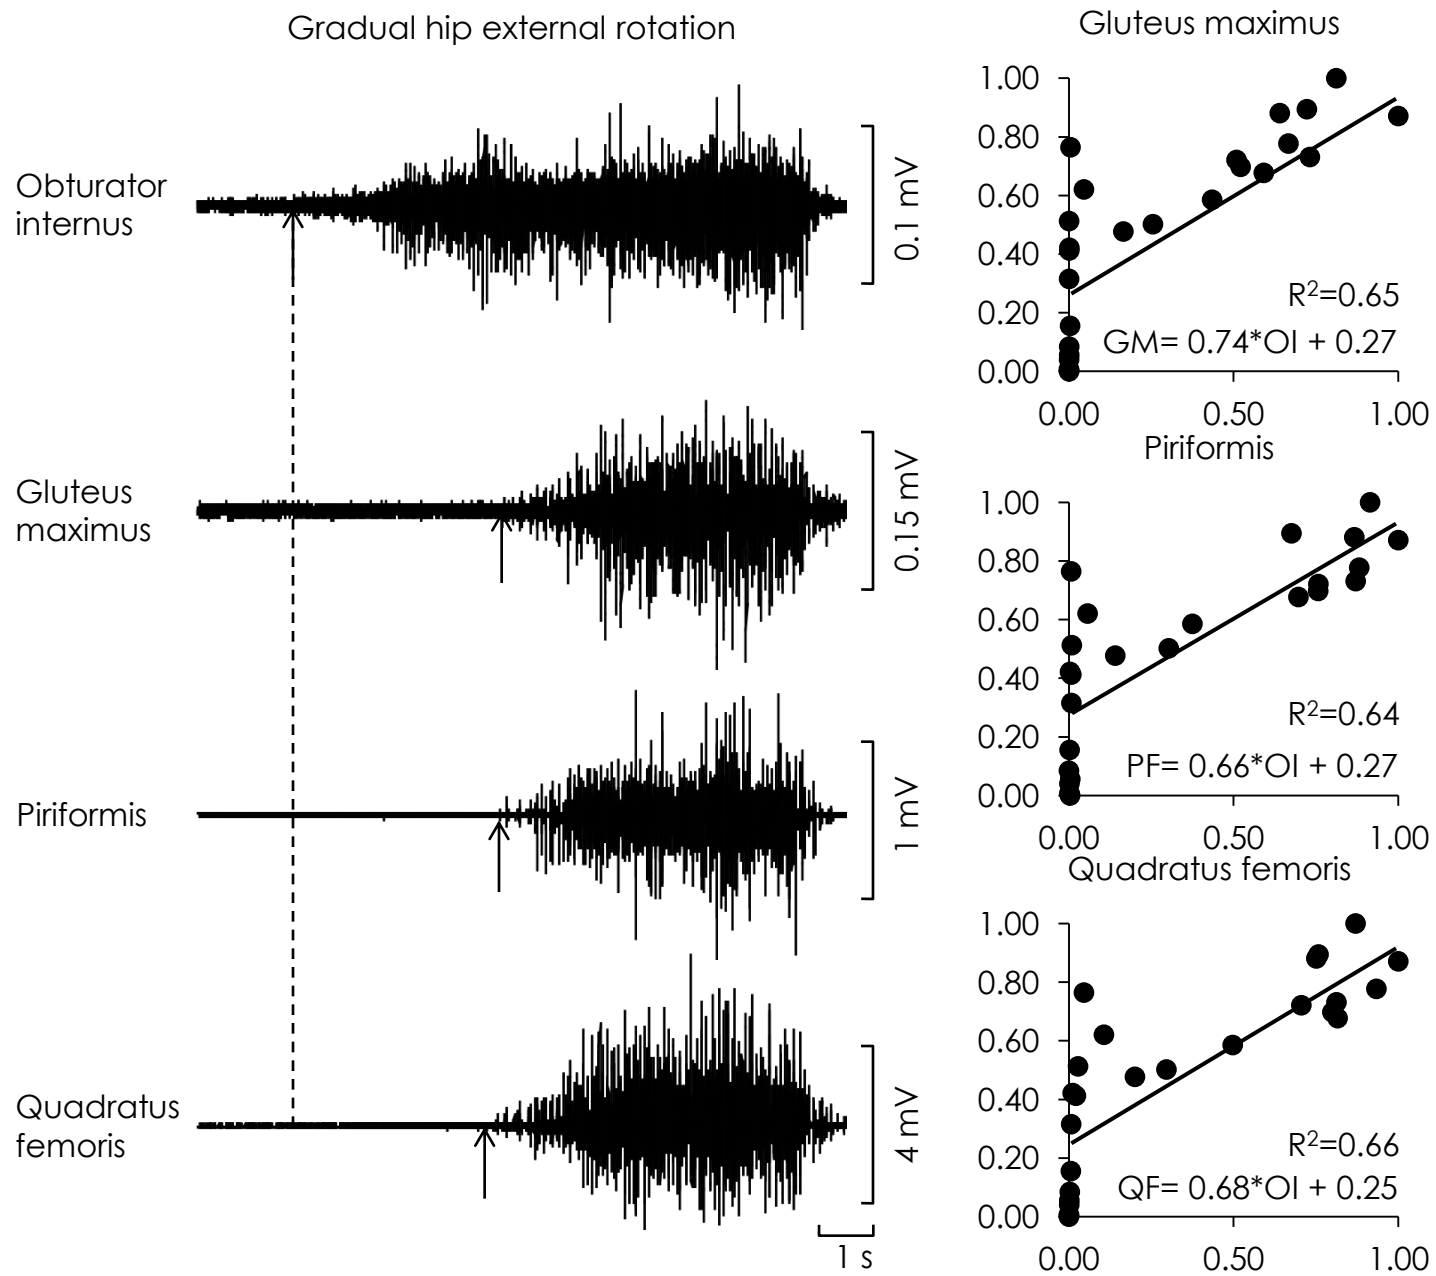 Gradual hip external rotation
Obturator
internus
0.1 mV
Gluteus
maximus
0.15 mV
Piriformis
1 mV
Quadratus
femoris
4 mV
1 s
Gluteus maximus
1.00
0.80
0.60
0.40
0.20
0.00
R²=0.65
GM= 0.74*OI + 0.27
0.00 0.50 1.00
Piriformis
1.00
0.80
0.60
0.40
0.20
0.00
R²=0.64
PF= 0.66*OI + 0.27
0.00 0.50 1.00
Quadratus femoris
1.00
0.80
0.60
0.40
0.20
0.00
R²=0.66
QF= 0.68*OI + 0.25
0.00 0.50 1.00